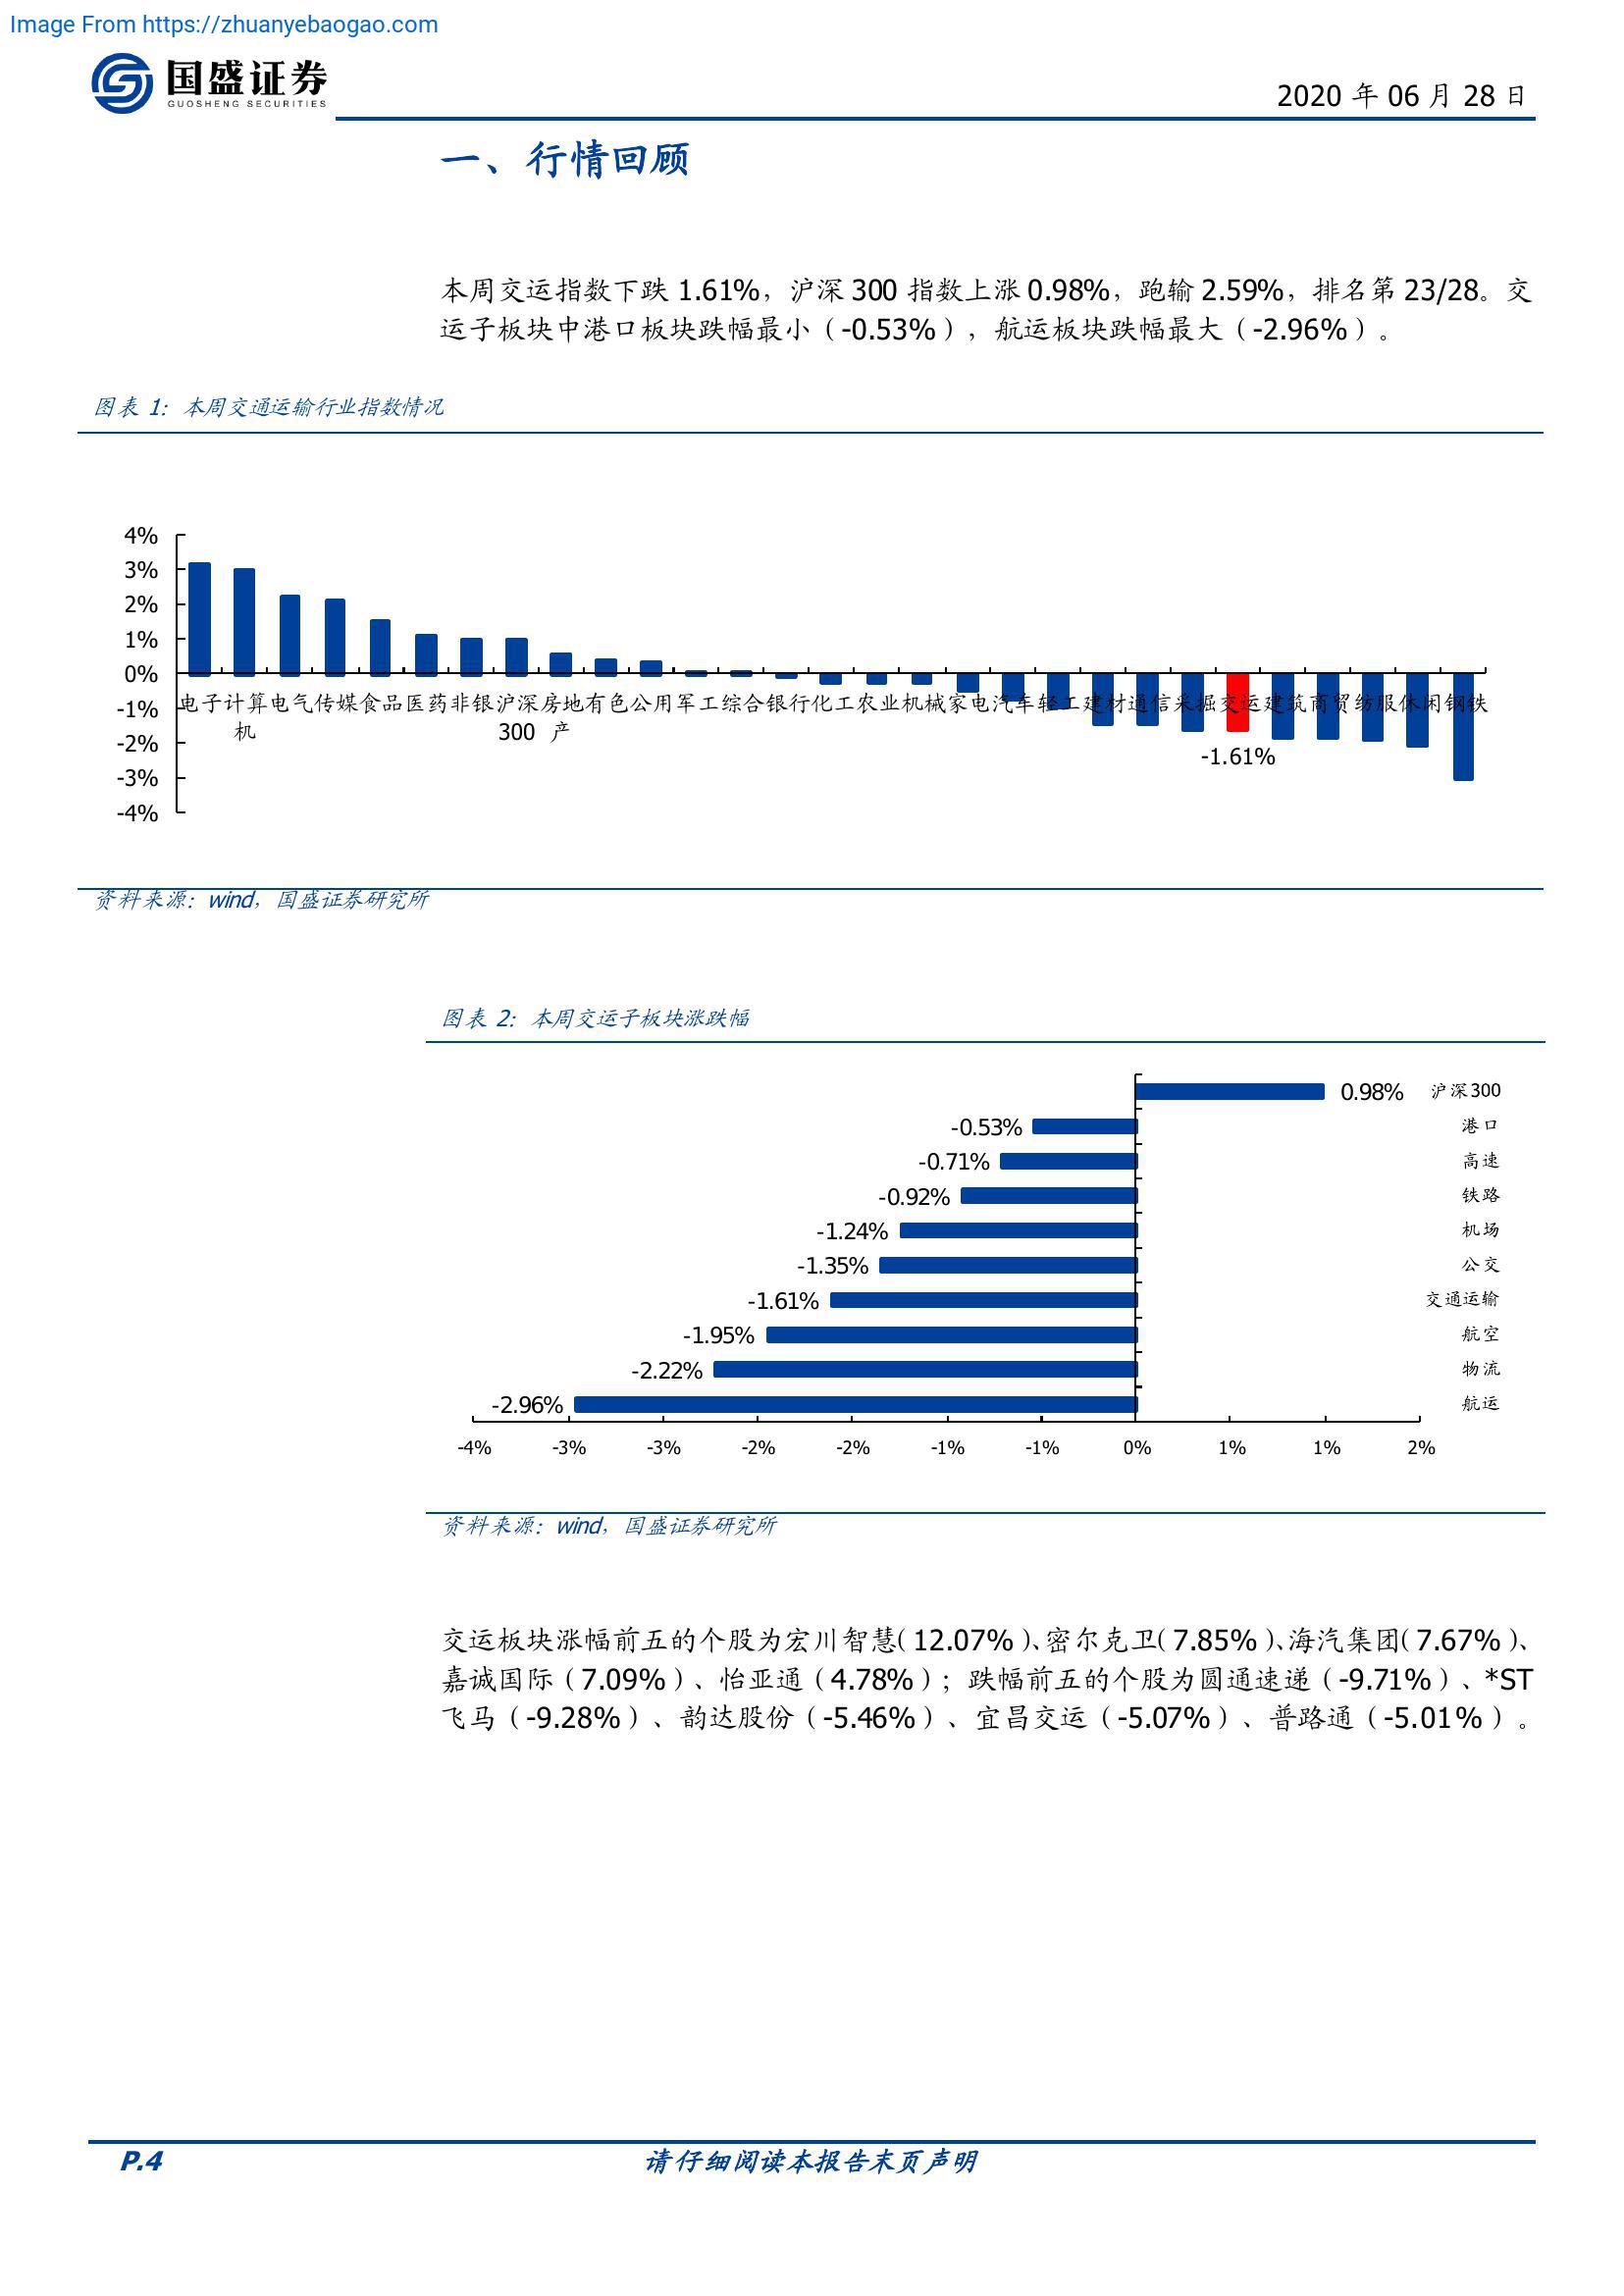 Image From https://zhuanyebaogao.com
国盛证券
GUOSHENG SECURITIES
2020 年 06 月 28 日
一、行情回顾
本周交运指数下跌 1.61%，沪深 300 指数上涨 0.98%，跑输 2.59%，排名第 23/28。交
运子板块中港口板块跌幅最小（-0.53%），航运板块跌幅最大（-2.96%）。
图表 1：本周交通运输行业指数情况
4%
3%
2%
1%
0%
-1%
-2%
-3%
-4%
电子 计算机 电气 传媒 食品 医药 非银 沪深300 房地产 有色 公用 军工 综合 银行 化工 农业 机械 家电 汽车 轻工 建材 通信 采掘 交运 建筑 商贸 纺服 休闲 钢铁
-1.61%
资料来源：wind，国盛证券研究所
图表 2：本周交运子板块涨跌幅
0.98% 沪深300
-0.53% 港口
-0.71% 高速
-0.92% 铁路
-1.24% 机场
-1.35% 公交
-1.61% 交通运输
-1.95% 航空
-2.22% 物流
-2.96% 航运
-4% -3% -3% -2% -2% -1% -1% 0% 1% 1% 2%
资料来源：wind，国盛证券研究所
交运板块涨幅前五的个股为宏川智慧（12.07%）、密尔克卫（7.85%）、海汽集团（7.67%）、
嘉诚国际（7.09%）、怡亚通（4.78%）；跌幅前五的个股为圆通速递（-9.71%）、*ST
飞马（-9.28%）、韵达股份（-5.46%）、宜昌交运（-5.07%）、普路通（-5.01%）。
P.4
请仔细阅读本报告末页声明